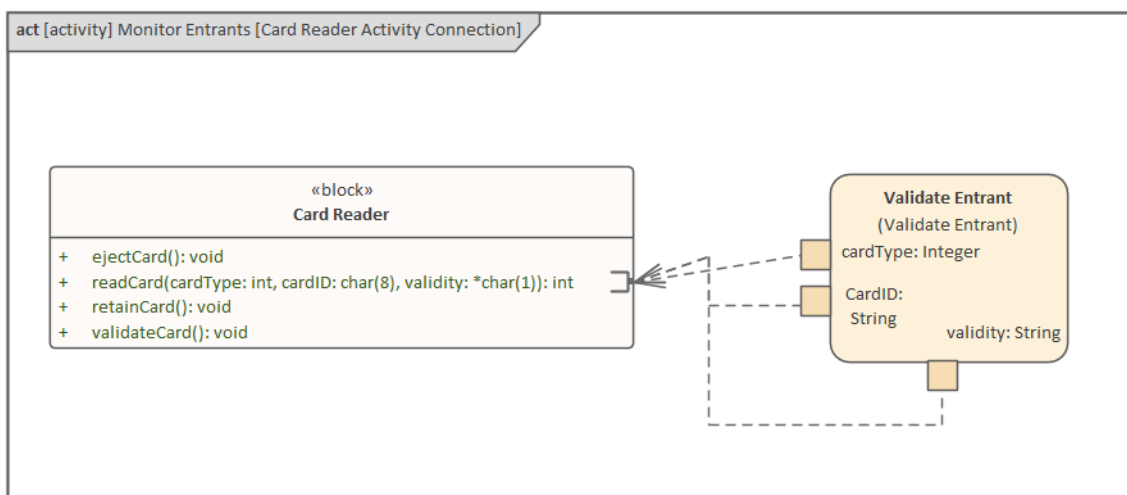 act [activity] Monitor Entrants [Card Reader Activity Connection]
«block»
Card Reader
+ ejectCard(): void
+ readCard(cardType: int, cardID: char(8), validity: *char(1)): int
+ retainCard(): void
+ validateCard(): void
Validate Entrant
(Validate Entrant)
cardType: Integer
CardID:
String
validity: String